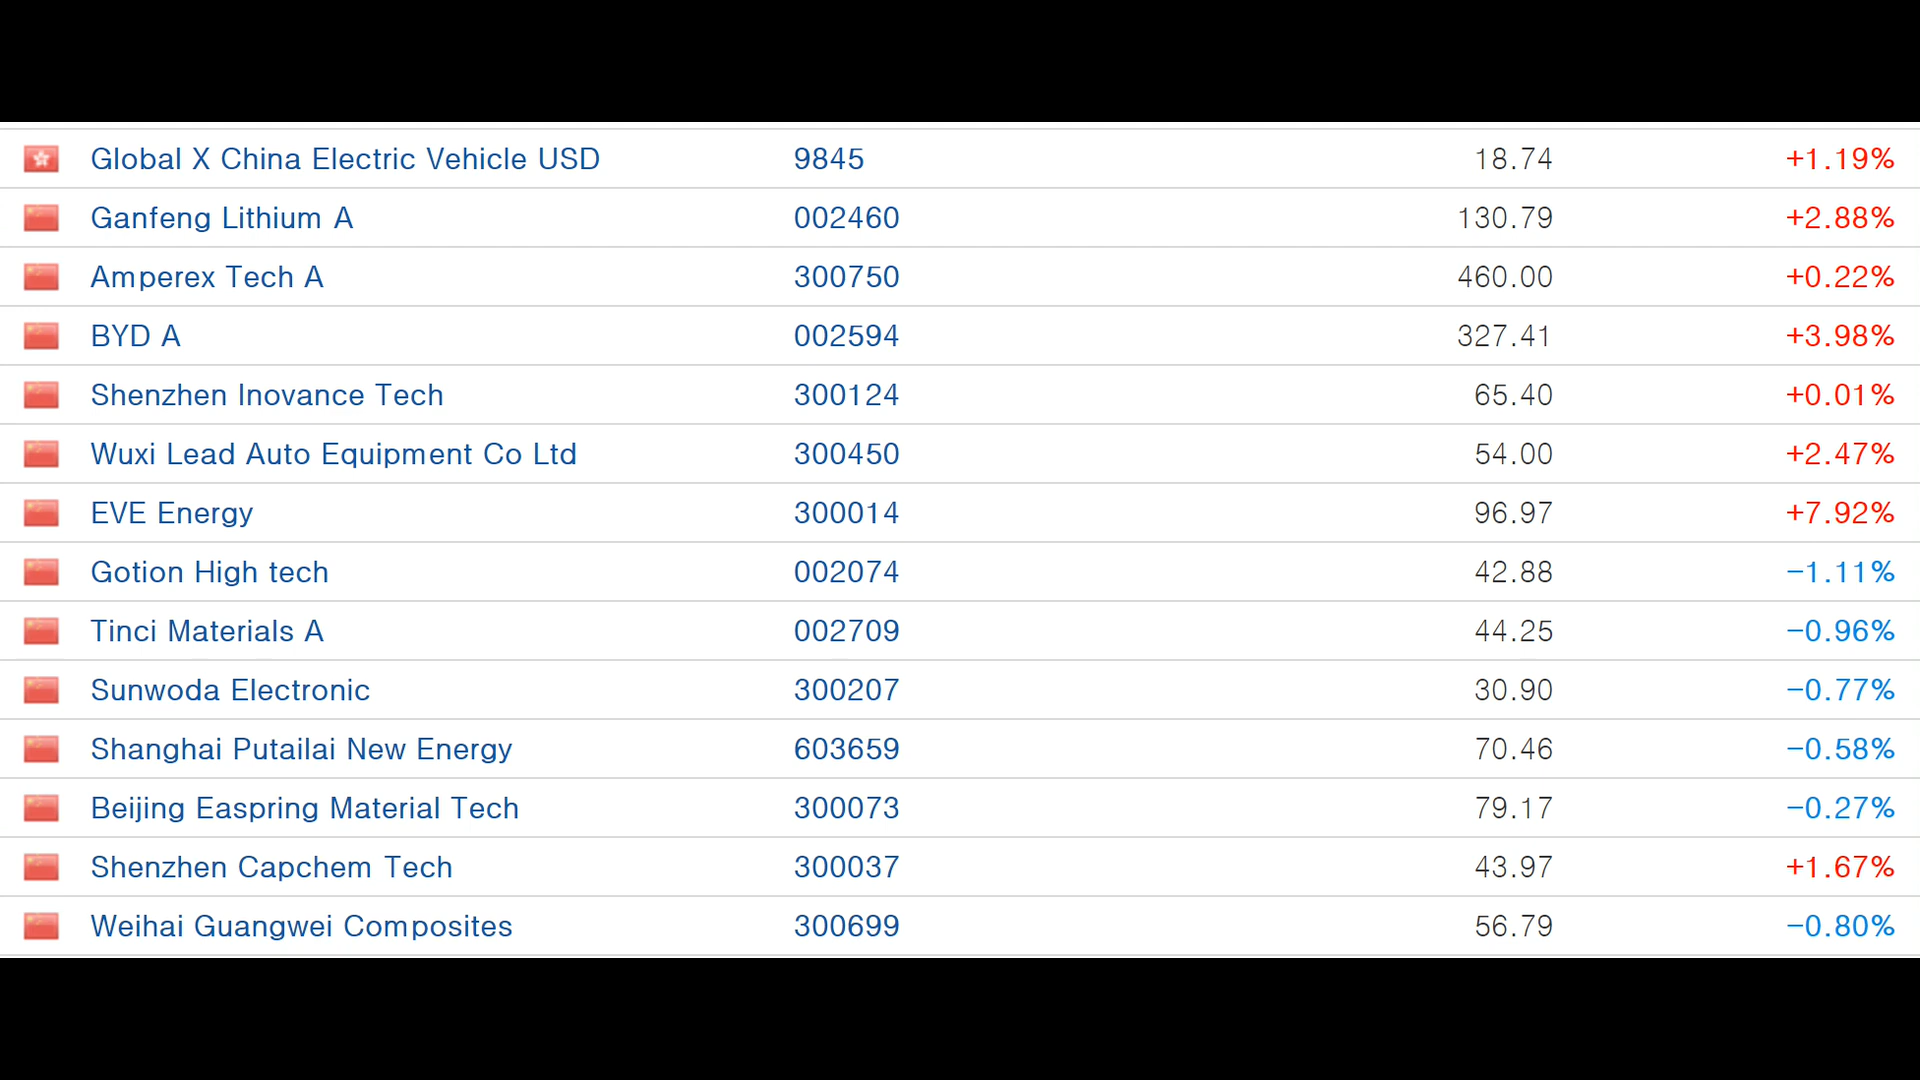 Global X China Electric Vehicle USD 9845 18.74 +1.19%
Ganfeng Lithium A 002460 130.79 +2.88%
Amperex Tech A 300750 460.00 +0.22%
BYD A 002594 327.41 +3.98%
Shenzhen Inovance Tech 300124 65.40 +0.01%
Wuxi Lead Auto Equipment Co Ltd 300450 54.00 +2.47%
EVE Energy 300014 96.97 +7.92%
Gotion High tech 002074 42.88 −1.11%
Tinci Materials A 002709 44.25 −0.96%
Sunwoda Electronic 300207 30.90 −0.77%
Shanghai Putailai New Energy 603659 70.46 −0.58%
Beijing Easpring Material Tech 300073 79.17 −0.27%
Shenzhen Capchem Tech 300037 43.97 +1.67%
Weihai Guangwei Composites 300699 56.79 −0.80%